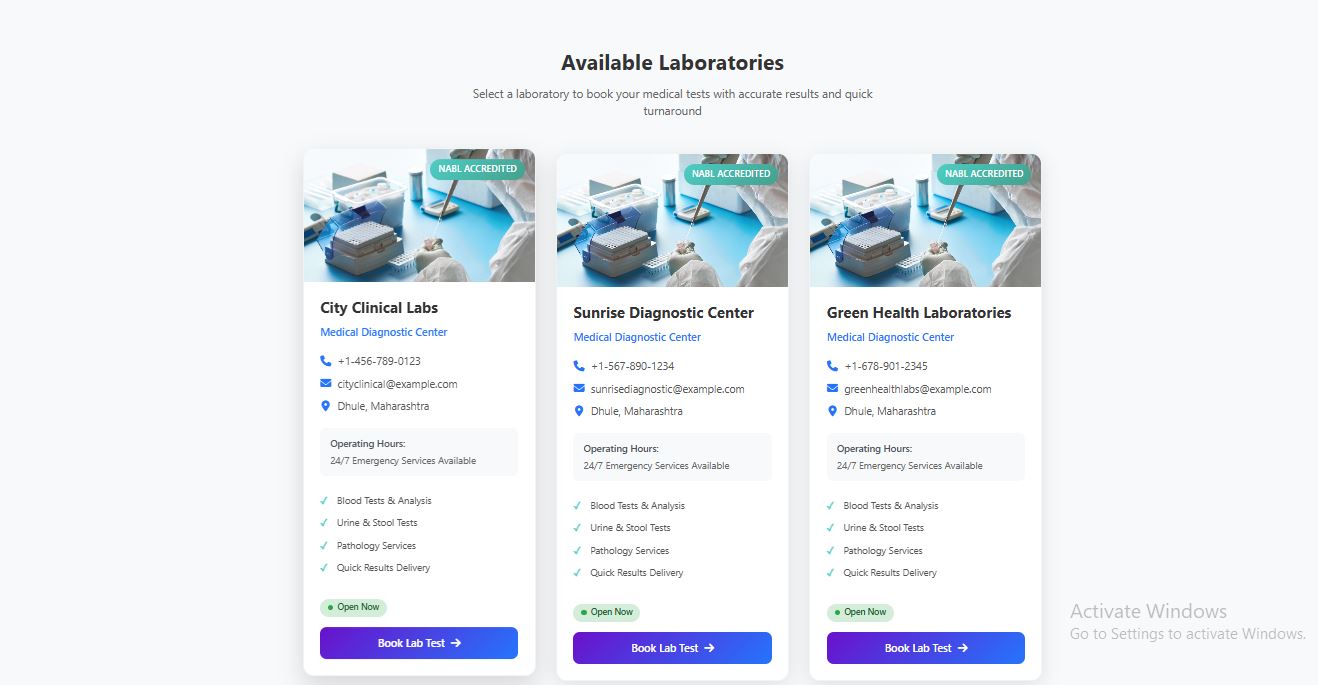 Available Laboratories
Select a laboratory to book your medical tests with accurate results and quick
turnaround
NABL ACCREDITED
City Clinical Labs
Medical Diagnostic Center
+1-456-789-0123
cityclinical@example.com
Dhule, Maharashtra
Operating Hours:
24/7 Emergency Services Available
Blood Tests & Analysis
Urine & Stool Tests
Pathology Services
Quick Results Delivery
Open Now
Book Lab Test
NABL ACCREDITED
Sunrise Diagnostic Center
Medical Diagnostic Center
+1-567-890-1234
sunrisediagnostic@example.com
Dhule, Maharashtra
Operating Hours:
24/7 Emergency Services Available
Blood Tests & Analysis
Urine & Stool Tests
Pathology Services
Quick Results Delivery
Open Now
Book Lab Test
NABL ACCREDITED
Green Health Laboratories
Medical Diagnostic Center
+1-678-901-2345
greenhealthlabs@example.com
Dhule, Maharashtra
Operating Hours:
24/7 Emergency Services Available
Blood Tests & Analysis
Urine & Stool Tests
Pathology Services
Quick Results Delivery
Open Now
Book Lab Test
Activate Windows
Go to Settings to activate Windows.